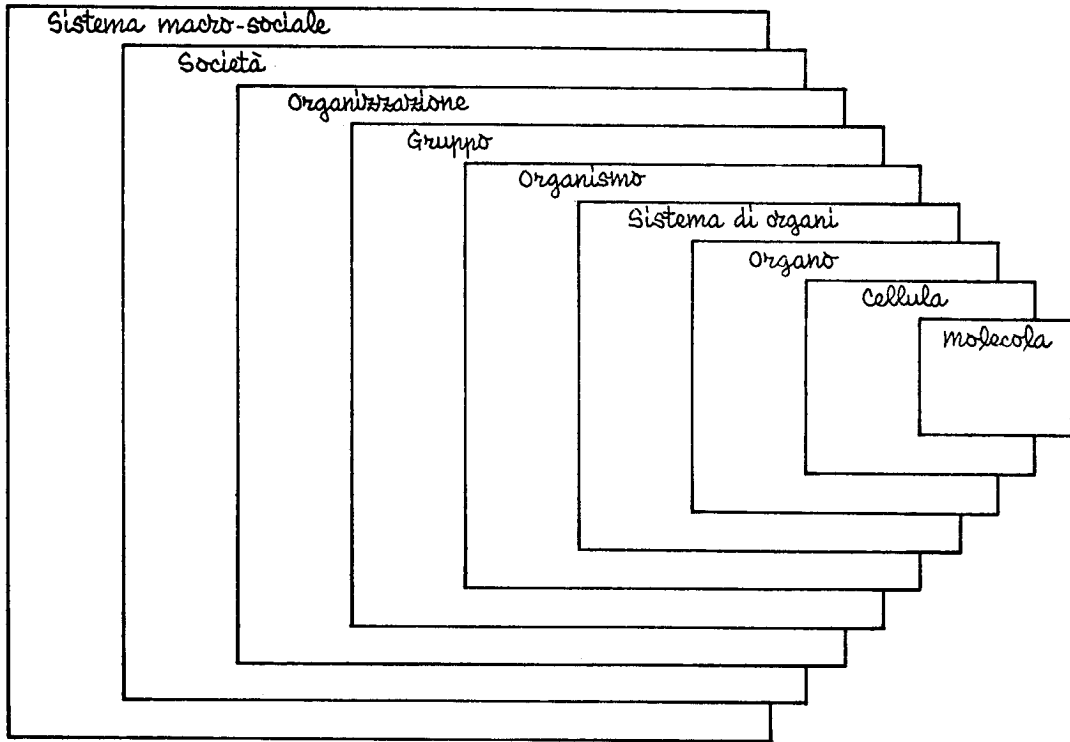 Sistema macro-sociale
Società
Organizzazione
Gruppo
Organismo
Sistema di organi
Organo
Cellula
Molecola